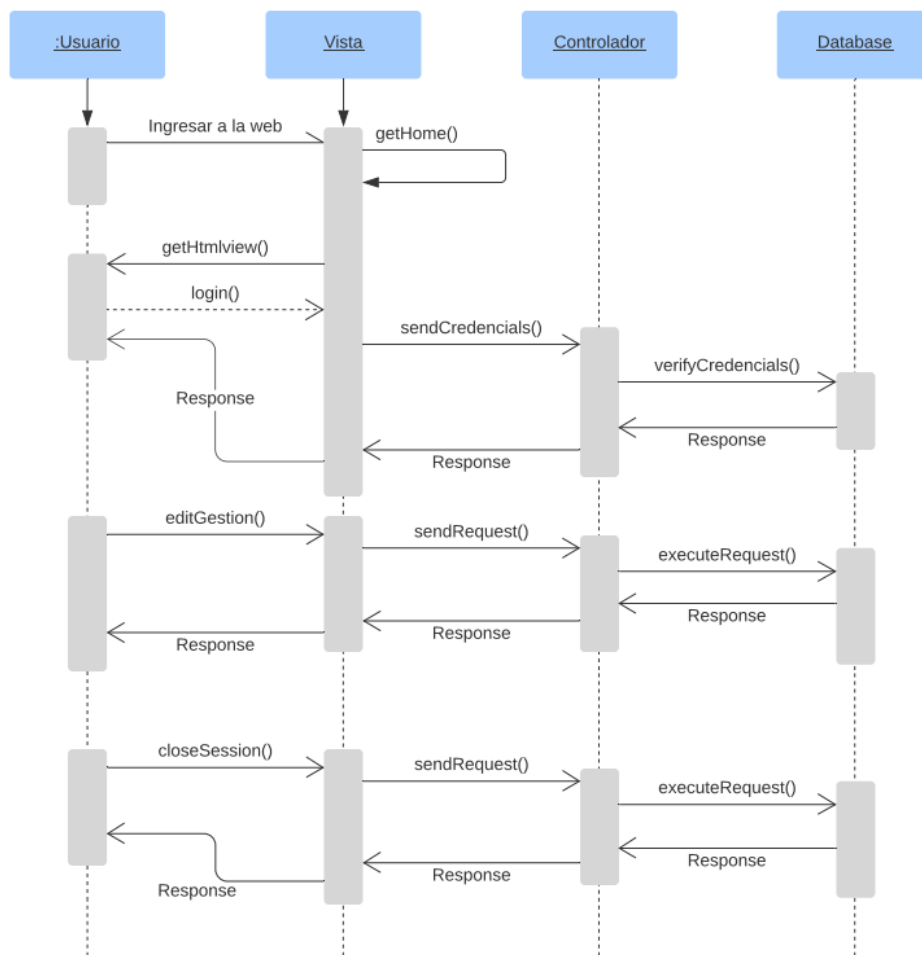 :Usuario
Vista
Controlador
Database
Ingresar a la web
getHome()
getHtmlview()
login()
sendCredencials()
verifyCredencials()
Response
Response
Response
Response
editGestion()
sendRequest()
executeRequest()
Response
Response
Response
closeSession()
sendRequest()
executeRequest()
Response
Response
Response